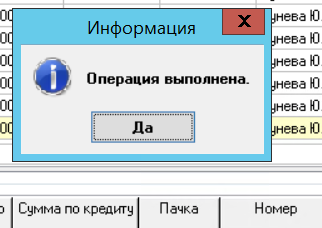 Информация
Операция выполнена.
Да
Сумма по кредиту
Пачка
Номер